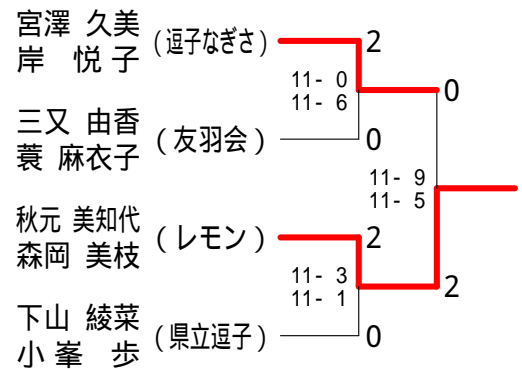 宮澤 久美
岸 悦子
(逗子なぎさ)
2
11- 0
11- 6
0
三又 由香
蓑 麻衣子
(友羽会)
0
11- 9
11- 5
秋元 美知代
森岡 美枝
(レモン)
2
11- 3
11- 1
2
下山 綾菜
小峯 歩
(県立逗子)
0